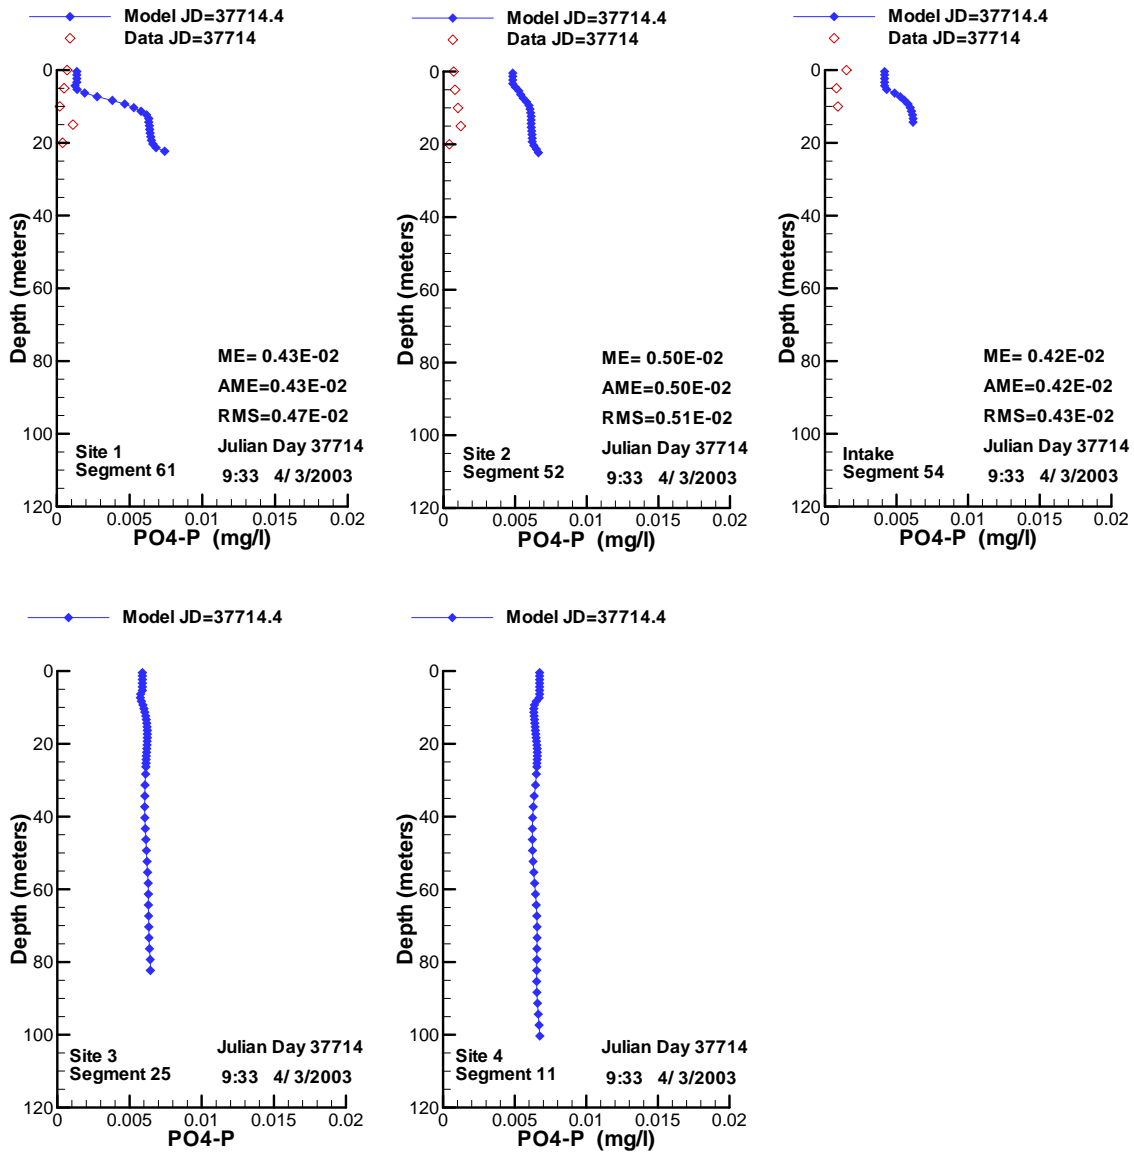 Model JD=37714.4
Data JD=37714
0
20
40
60
80
100
120
Depth (meters)
ME= 0.43E-02
AME=0.43E-02
RMS=0.47E-02
Julian Day 37714
9:33 4/ 3/2003
Site 1
Segment 61
0 0.005 0.01 0.015 0.02
PO4-P (mg/l)
Model JD=37714.4
Data JD=37714
0
20
40
60
80
100
120
Depth (meters)
ME= 0.50E-02
AME=0.50E-02
RMS=0.51E-02
Julian Day 37714
9:33 4/ 3/2003
Site 2
Segment 52
0 0.005 0.01 0.015 0.02
PO4-P (mg/l)
Model JD=37714.4
Data JD=37714
0
20
40
60
80
100
120
Depth (meters)
ME= 0.42E-02
AME=0.42E-02
RMS=0.43E-02
Julian Day 37714
9:33 4/ 3/2003
Intake
Segment 54
0 0.005 0.01 0.015 0.02
PO4-P (mg/l)
Model JD=37714.4
0
20
40
60
80
100
120
Depth (meters)
Julian Day 37714
9:33 4/ 3/2003
Site 3
Segment 25
0 0.005 0.01 0.015 0.02
PO4-P
Model JD=37714.4
0
20
40
60
80
100
120
Depth (meters)
Julian Day 37714
9:33 4/ 3/2003
Site 4
Segment 11
0 0.005 0.01 0.015 0.02
PO4-P (mg/l)